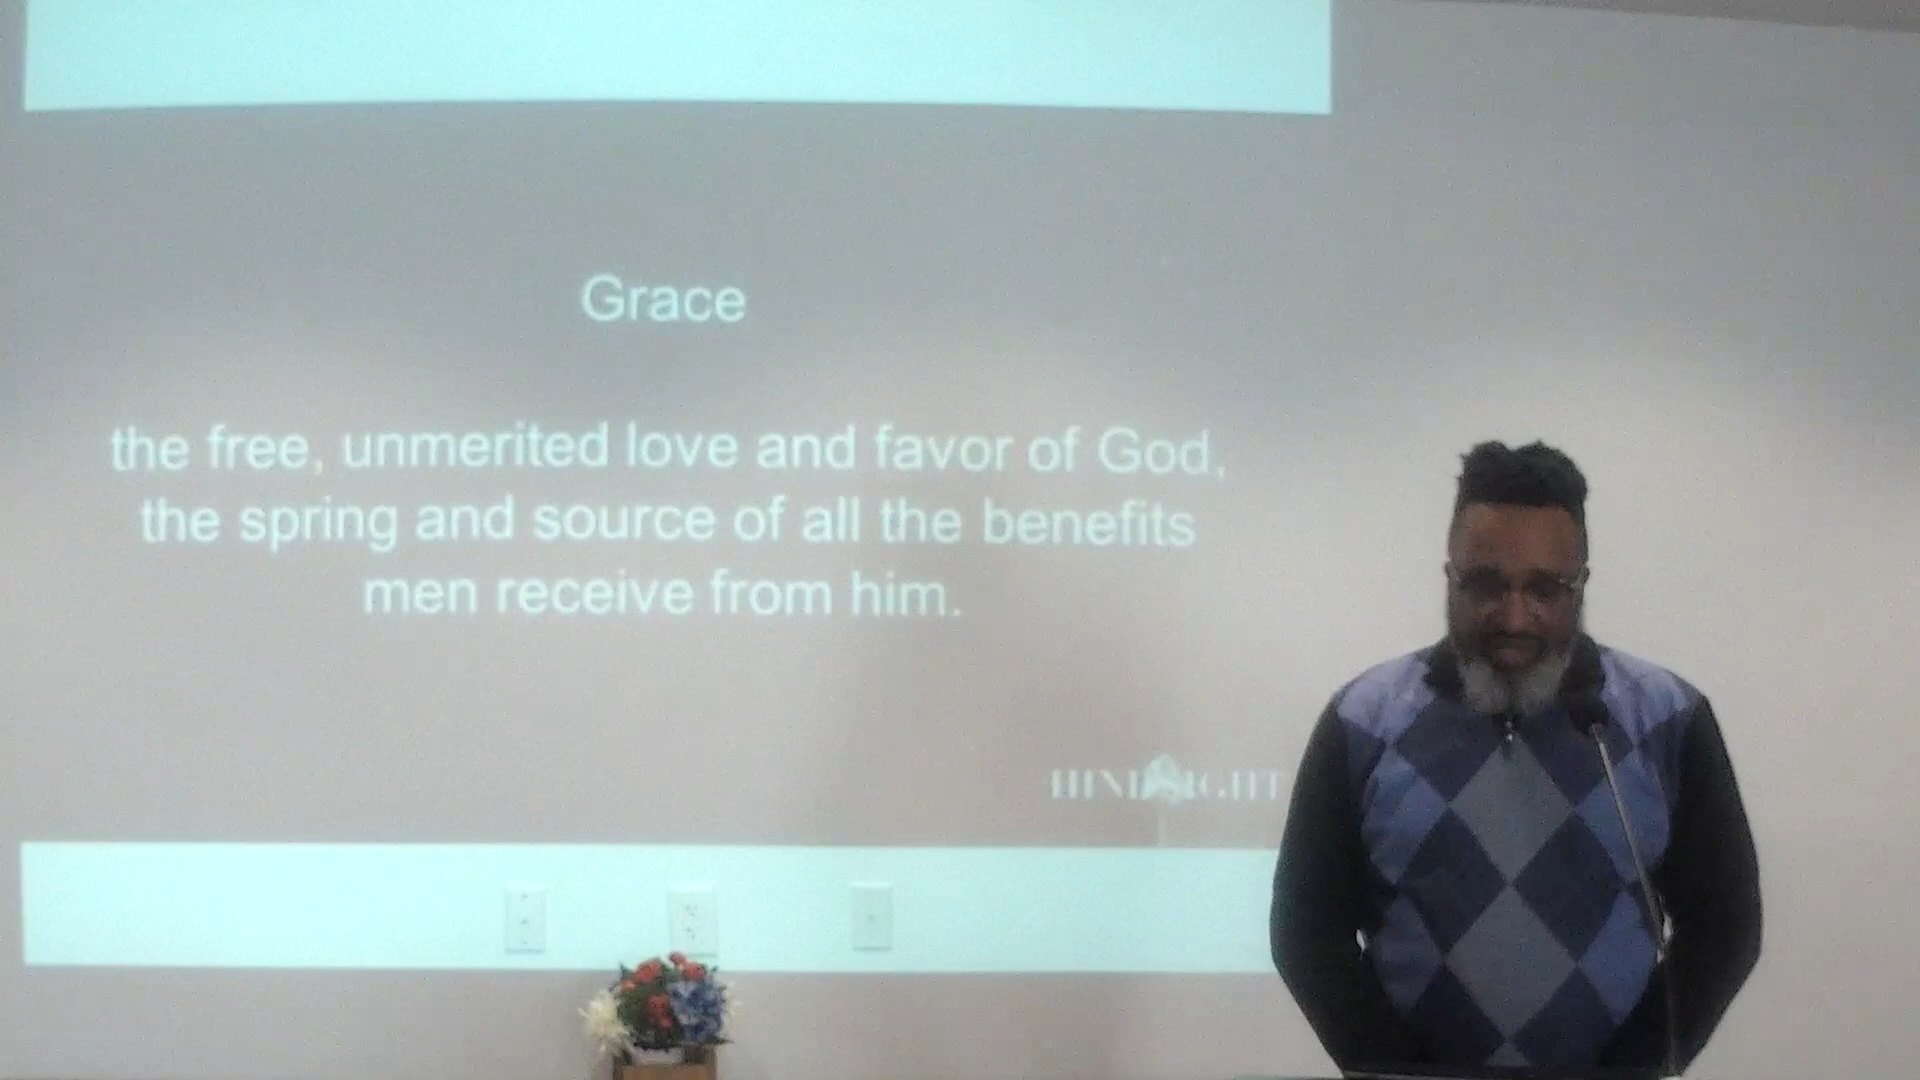 Grace
the free, unmerited love and favor of God,
the spring and source of all the benefits
men receive from him.
HINDSIGHT